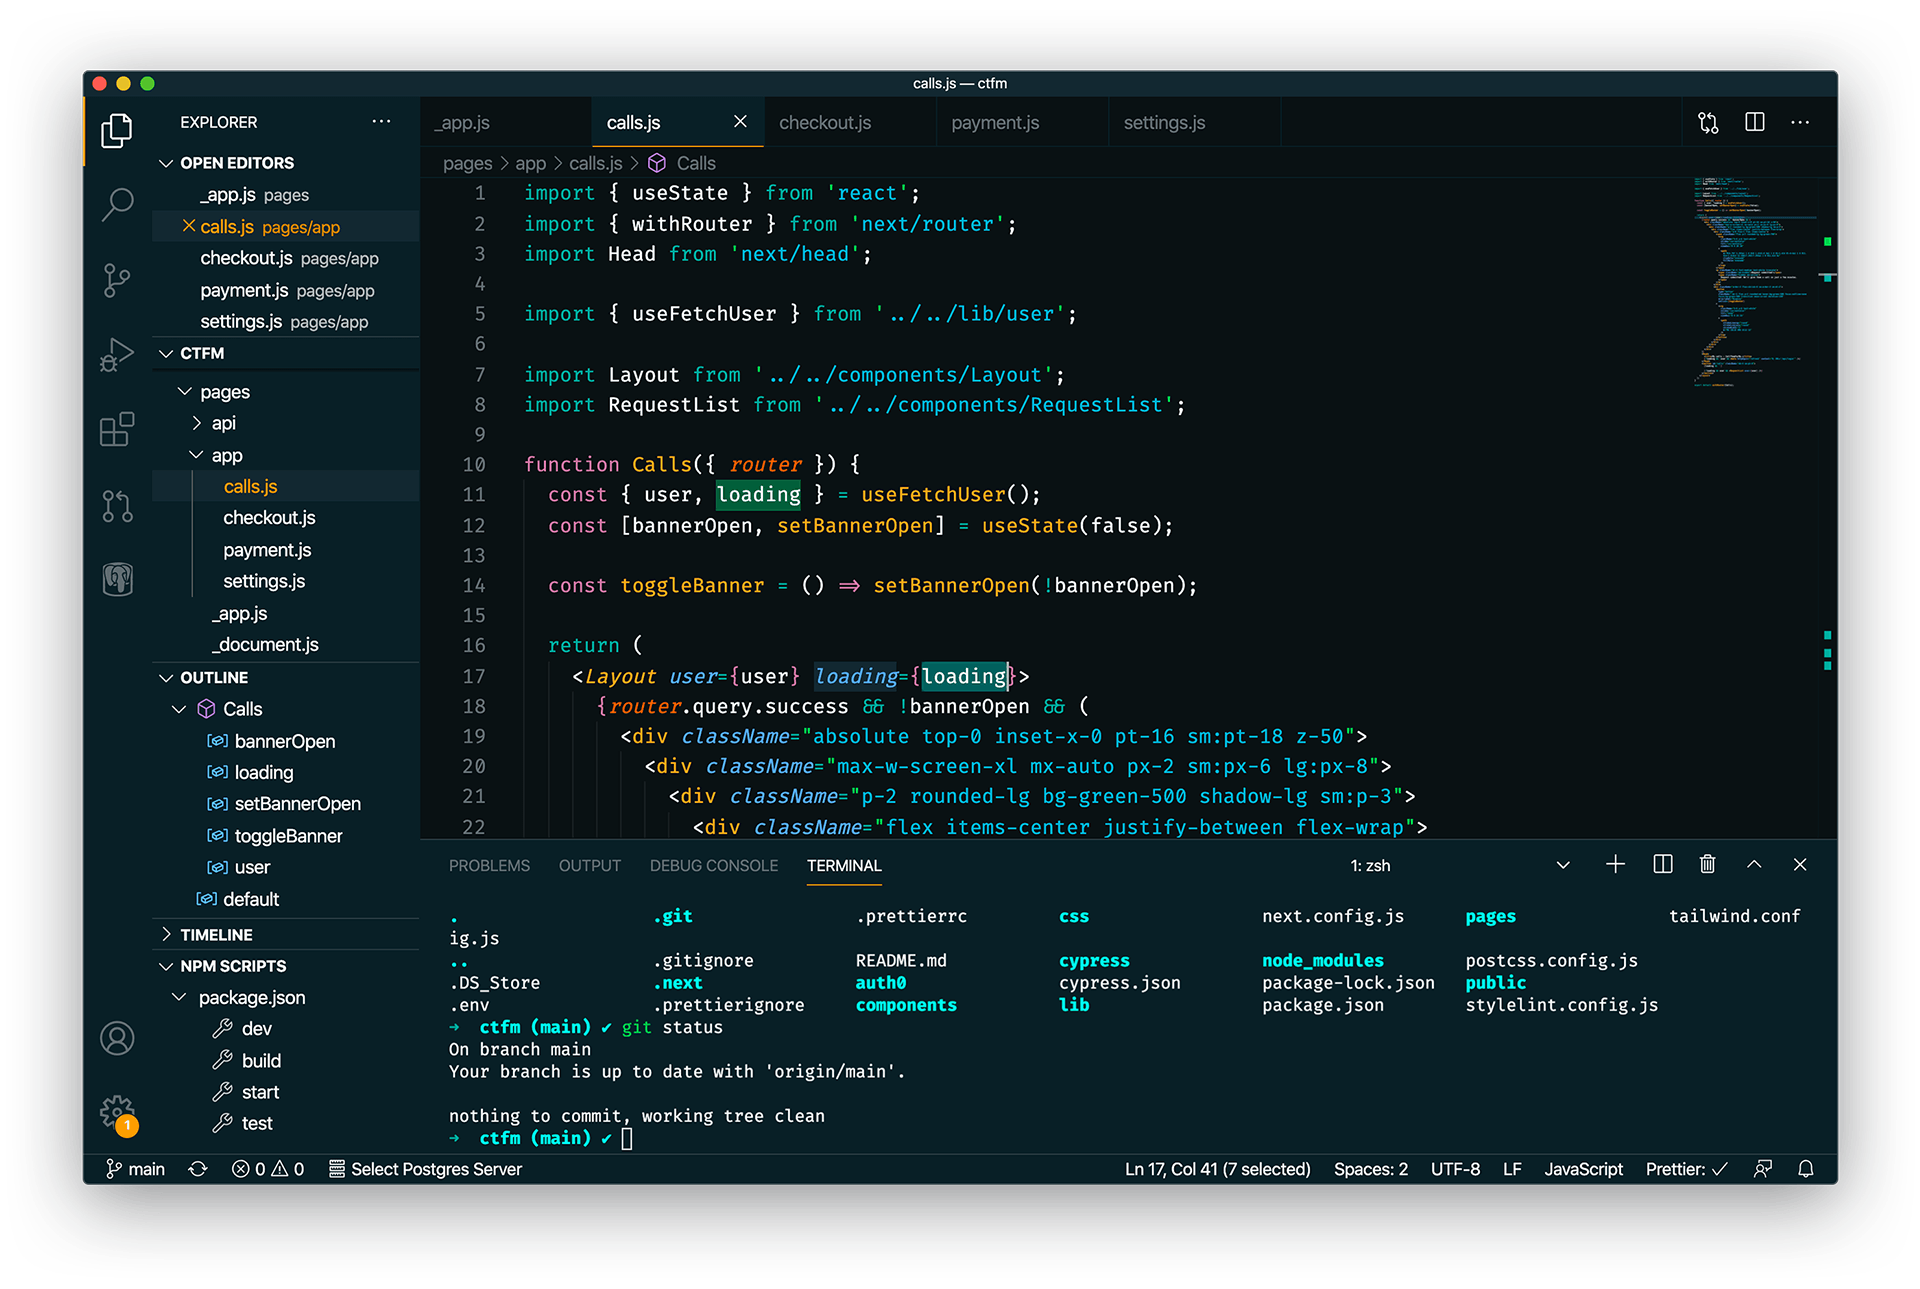 calls.js — ctfm
EXPLORER
OPEN EDITORS
_app.js pages
calls.js pages/app
checkout.js pages/app
payment.js pages/app
settings.js pages/app
CTFM
pages
api
app
calls.js
checkout.js
payment.js
settings.js
_app.js
_document.js
OUTLINE
Calls
bannerOpen
loading
setBannerOpen
toggleBanner
user
default
TIMELINE
NPM SCRIPTS
package.json
dev
build
start
test
1
_app.js calls.js checkout.js payment.js settings.js
pages > app > calls.js > Calls
1 import { useState } from 'react';
2 import { withRouter } from 'next/router';
3 import Head from 'next/head';
4
5 import { useFetchUser } from '../../lib/user';
6
7 import Layout from '../../components/Layout';
8 import RequestList from '../../components/RequestList';
9
10 function Calls({ router }) {
11 const { user, loading } = useFetchUser();
12 const [bannerOpen, setBannerOpen] = useState(false);
13
14 const toggleBanner = () => setBannerOpen(!bannerOpen);
15
16 return (
17 <Layout user={user} loading={loading}>
18 {router.query.success && !bannerOpen && (
19 <div className="absolute top-0 inset-x-0 pt-16 sm:pt-18 z-50">
20 <div className="max-w-screen-xl mx-auto px-2 sm:px-6 lg:px-8">
21 <div className="p-2 rounded-lg bg-green-500 shadow-lg sm:p-3">
22 <div className="flex items-center justify-between flex-wrap">
PROBLEMS OUTPUT DEBUG CONSOLE TERMINAL 1: zsh
. .git .prettierrc css next.config.js pages tailwind.conf
ig.js
.. .gitignore README.md cypress node_modules postcss.config.js
.DS_Store .next auth0 cypress.json package-lock.json public
.env .prettierignore components lib package.json stylelint.config.js
→ ctfm (main) ✔ git status
On branch main
Your branch is up to date with 'origin/main'.
nothing to commit, working tree clean
→ ctfm (main) ✔
main 0 0 Select Postgres Server Ln 17, Col 41 (7 selected) Spaces: 2 UTF-8 LF JavaScript Prettier: ✓